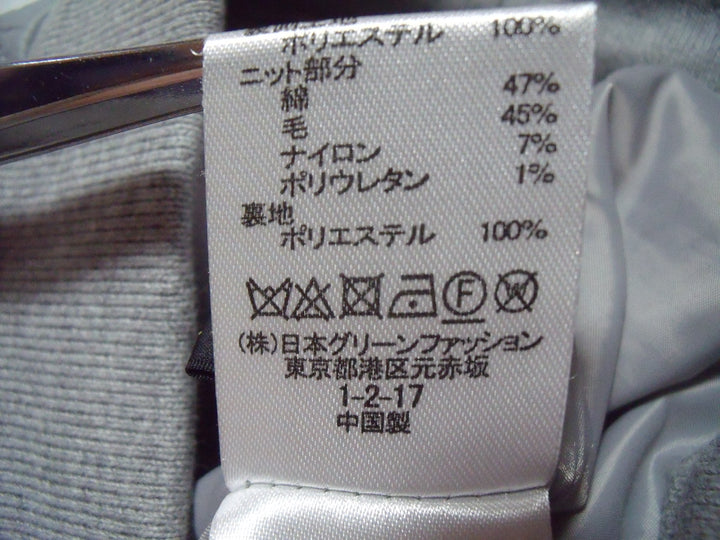 ポリエステル 100%
ニット部分
綿 47%
毛 45%
ナイロン 7%
ポリウレタン 1%
裏地
ポリエステル 100%
F W
(株)日本グリーンファッション
東京都港区元赤坂
1-2-17
中国製